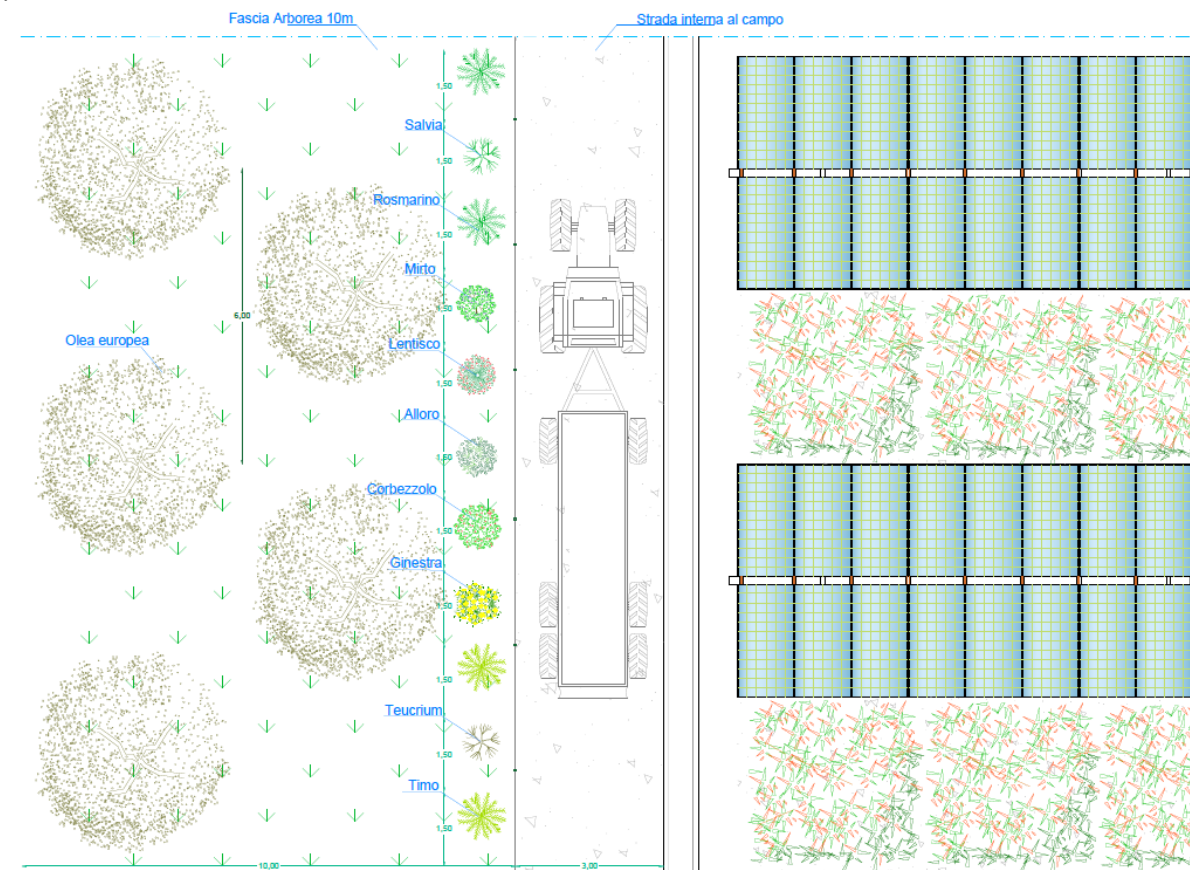 Fascia Arborea 10m
Strada interna al campo
1,50
Salvia
1,50
Rosmarino
1,50
Mirto
1,50
6,00
Olea europea
Lentisco
1,50
Alloro
1,50
Corbezzolo
1,50
Ginestra
1,50
1,50
Teucrium
1,50
Timo
1,50
10,00
3,00